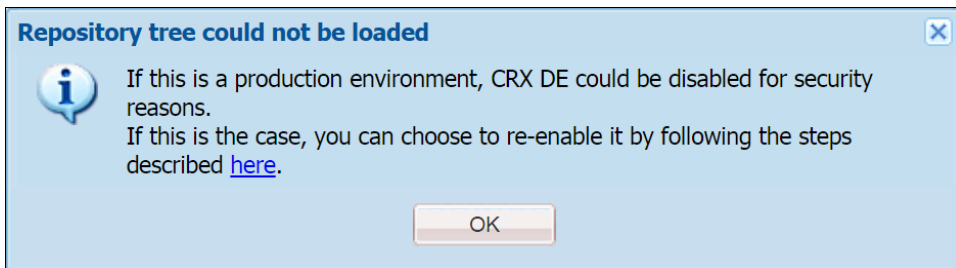 Repository tree could not be loaded
If this is a production environment, CRX DE could be disabled for security
reasons.
If this is the case, you can choose to re-enable it by following the steps
described here.
OK